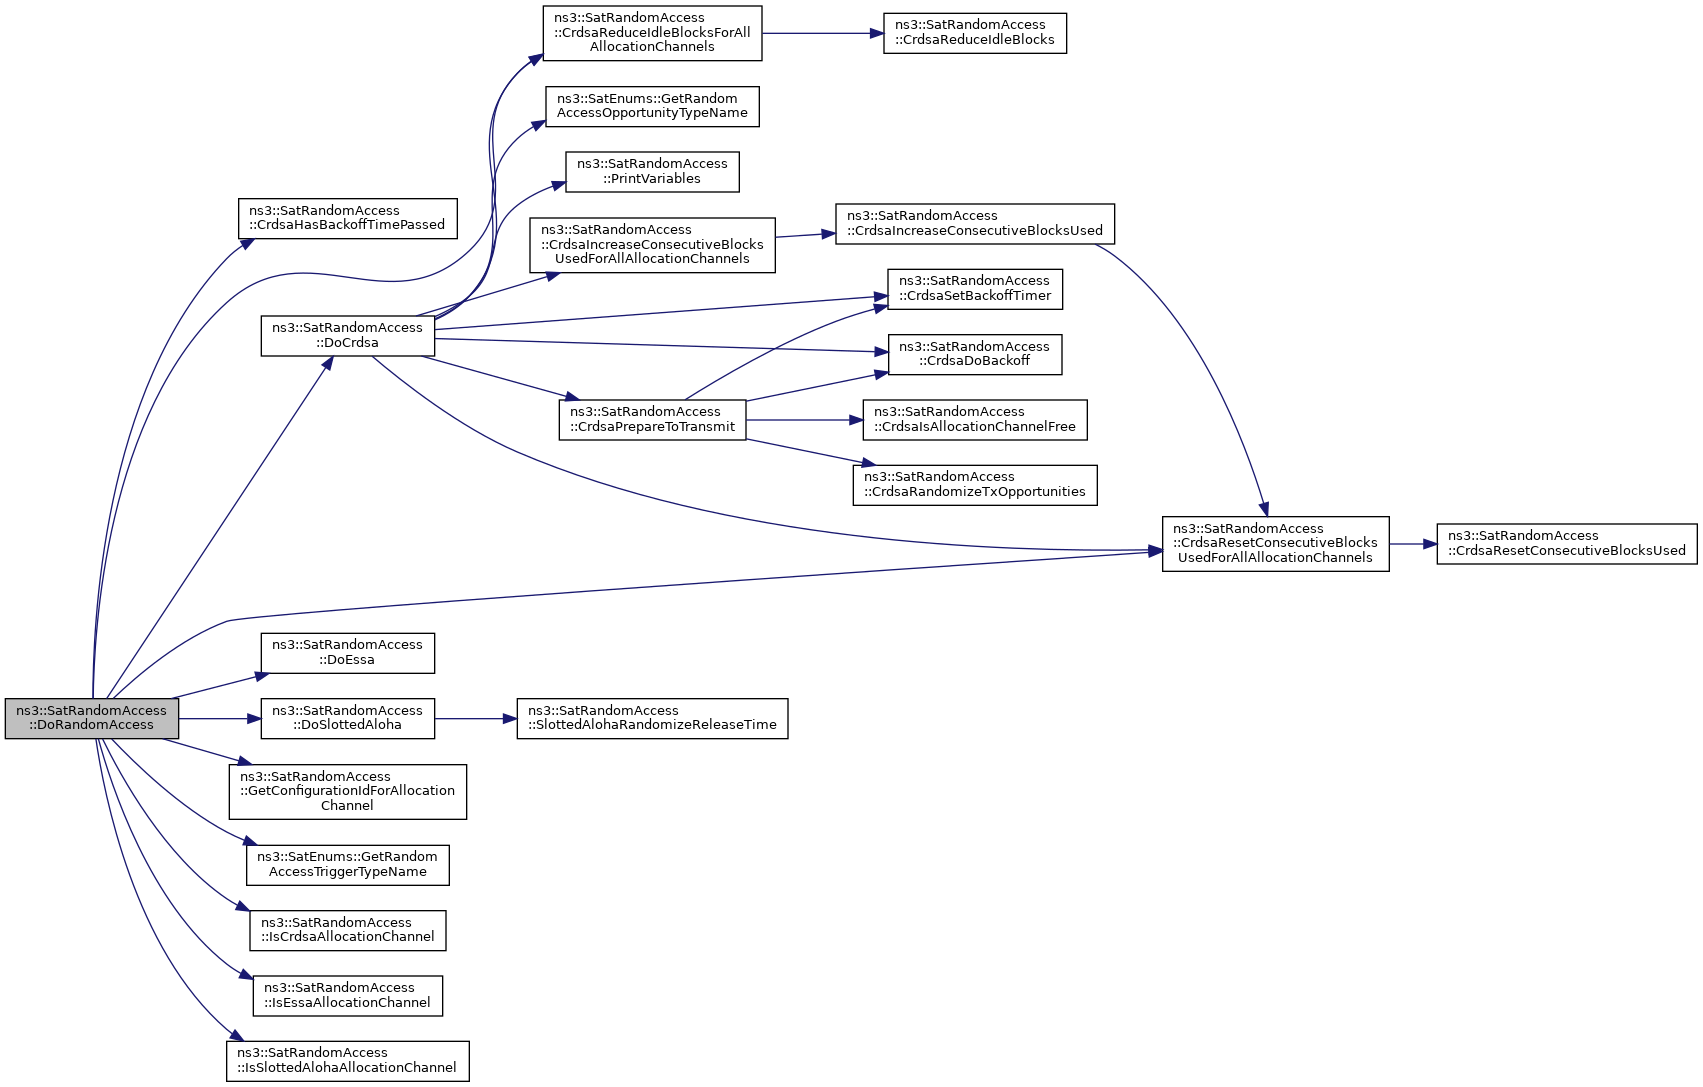 ns3::SatRandomAccess
::CrdsaReduceIdleBlocksForAll
AllocationChannels
ns3::SatRandomAccess
::CrdsaReduceIdleBlocks
ns3::SatEnums::GetRandom
AccessOpportunityTypeName
ns3::SatRandomAccess
::PrintVariables
ns3::SatRandomAccess
::CrdsaHasBackoffTimePassed
ns3::SatRandomAccess
::CrdsaIncreaseConsecutiveBlocks
UsedForAllAllocationChannels
ns3::SatRandomAccess
::CrdsaIncreaseConsecutiveBlocksUsed
ns3::SatRandomAccess
::CrdsaSetBackoffTimer
ns3::SatRandomAccess
::DoCrdsa
ns3::SatRandomAccess
::CrdsaDoBackoff
ns3::SatRandomAccess
::CrdsaPrepareToTransmit
ns3::SatRandomAccess
::CrdsaIsAllocationChannelFree
ns3::SatRandomAccess
::CrdsaRandomizeTxOpportunities
ns3::SatRandomAccess
::CrdsaResetConsecutiveBlocks
UsedForAllAllocationChannels
ns3::SatRandomAccess
::CrdsaResetConsecutiveBlocksUsed
ns3::SatRandomAccess
::DoEssa
ns3::SatRandomAccess
::DoRandomAccess
ns3::SatRandomAccess
::DoSlottedAloha
ns3::SatRandomAccess
::SlottedAlohaRandomizeReleaseTime
ns3::SatRandomAccess
::GetConfigurationIdForAllocation
Channel
ns3::SatEnums::GetRandom
AccessTriggerTypeName
ns3::SatRandomAccess
::IsCrdsaAllocationChannel
ns3::SatRandomAccess
::IsEssaAllocationChannel
ns3::SatRandomAccess
::IsSlottedAlohaAllocationChannel